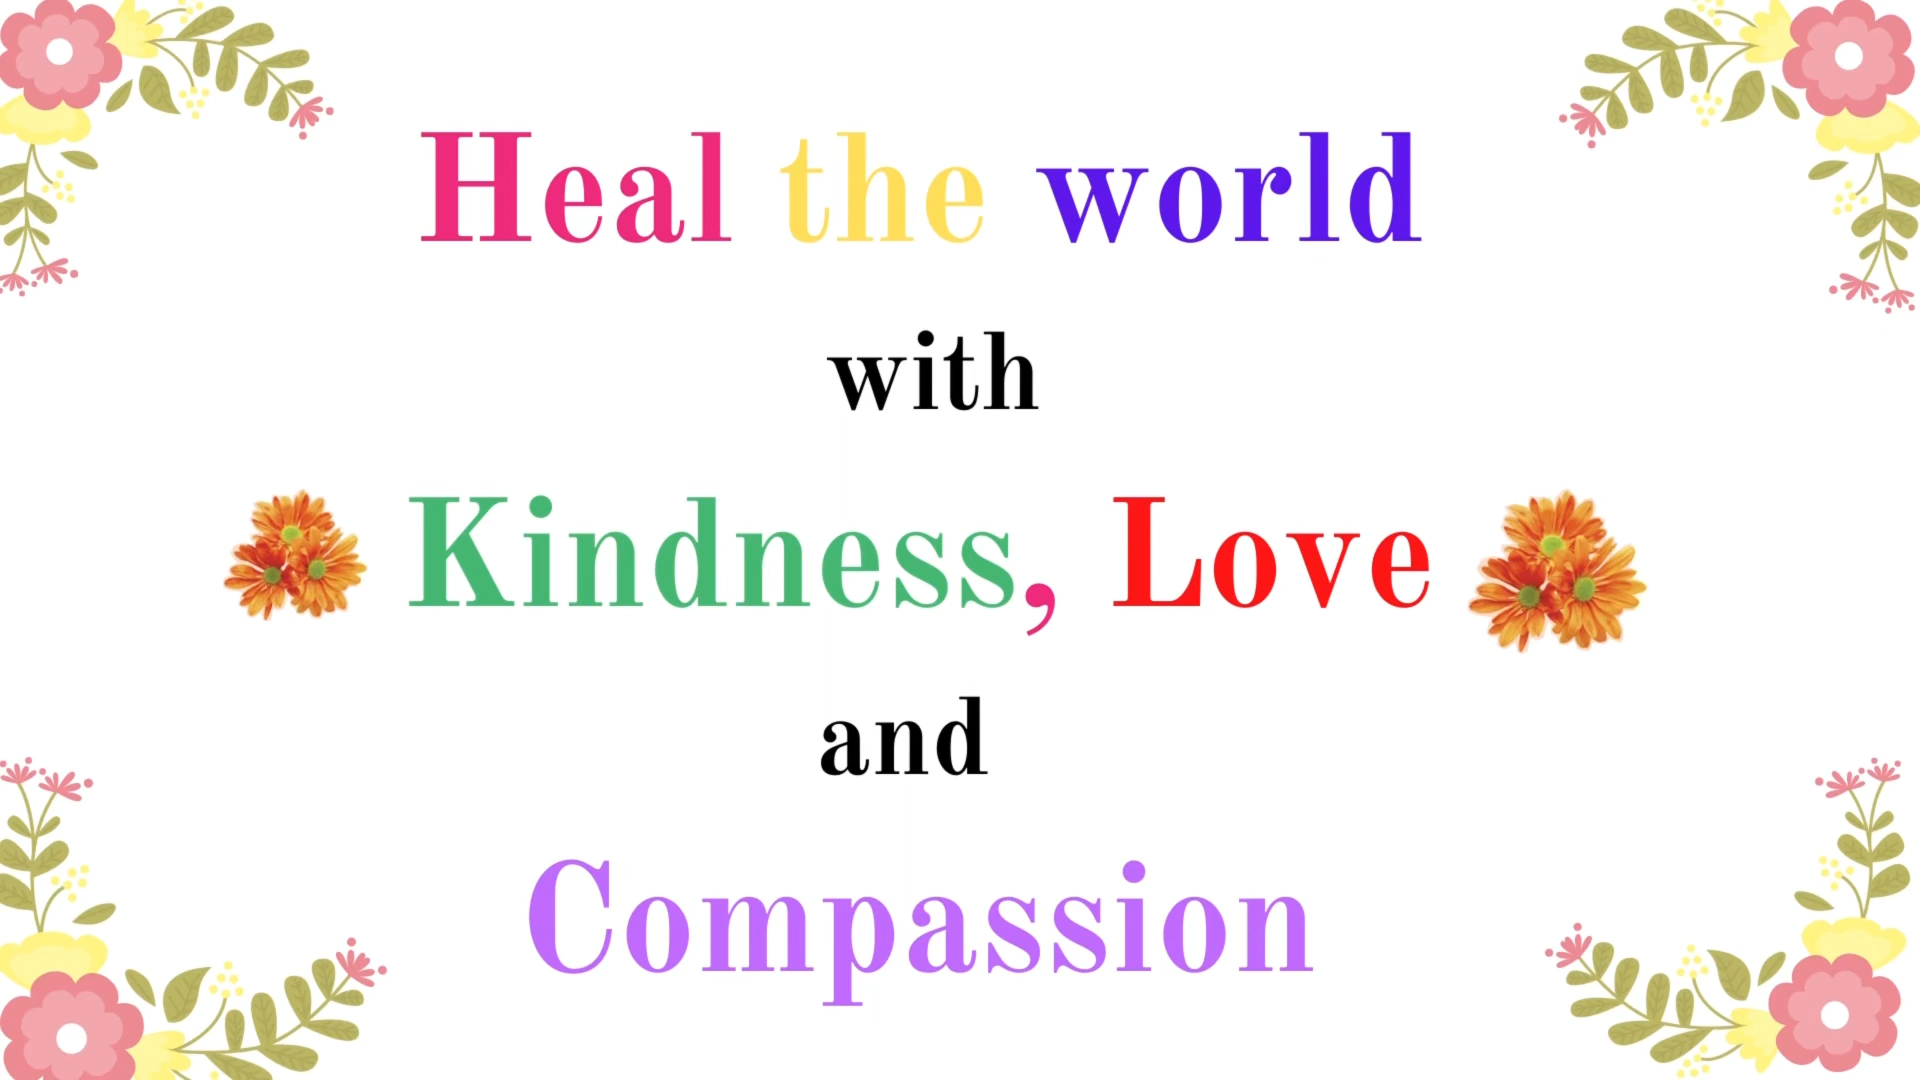 Heal the world
with
Kindness, Love
and
Compassion